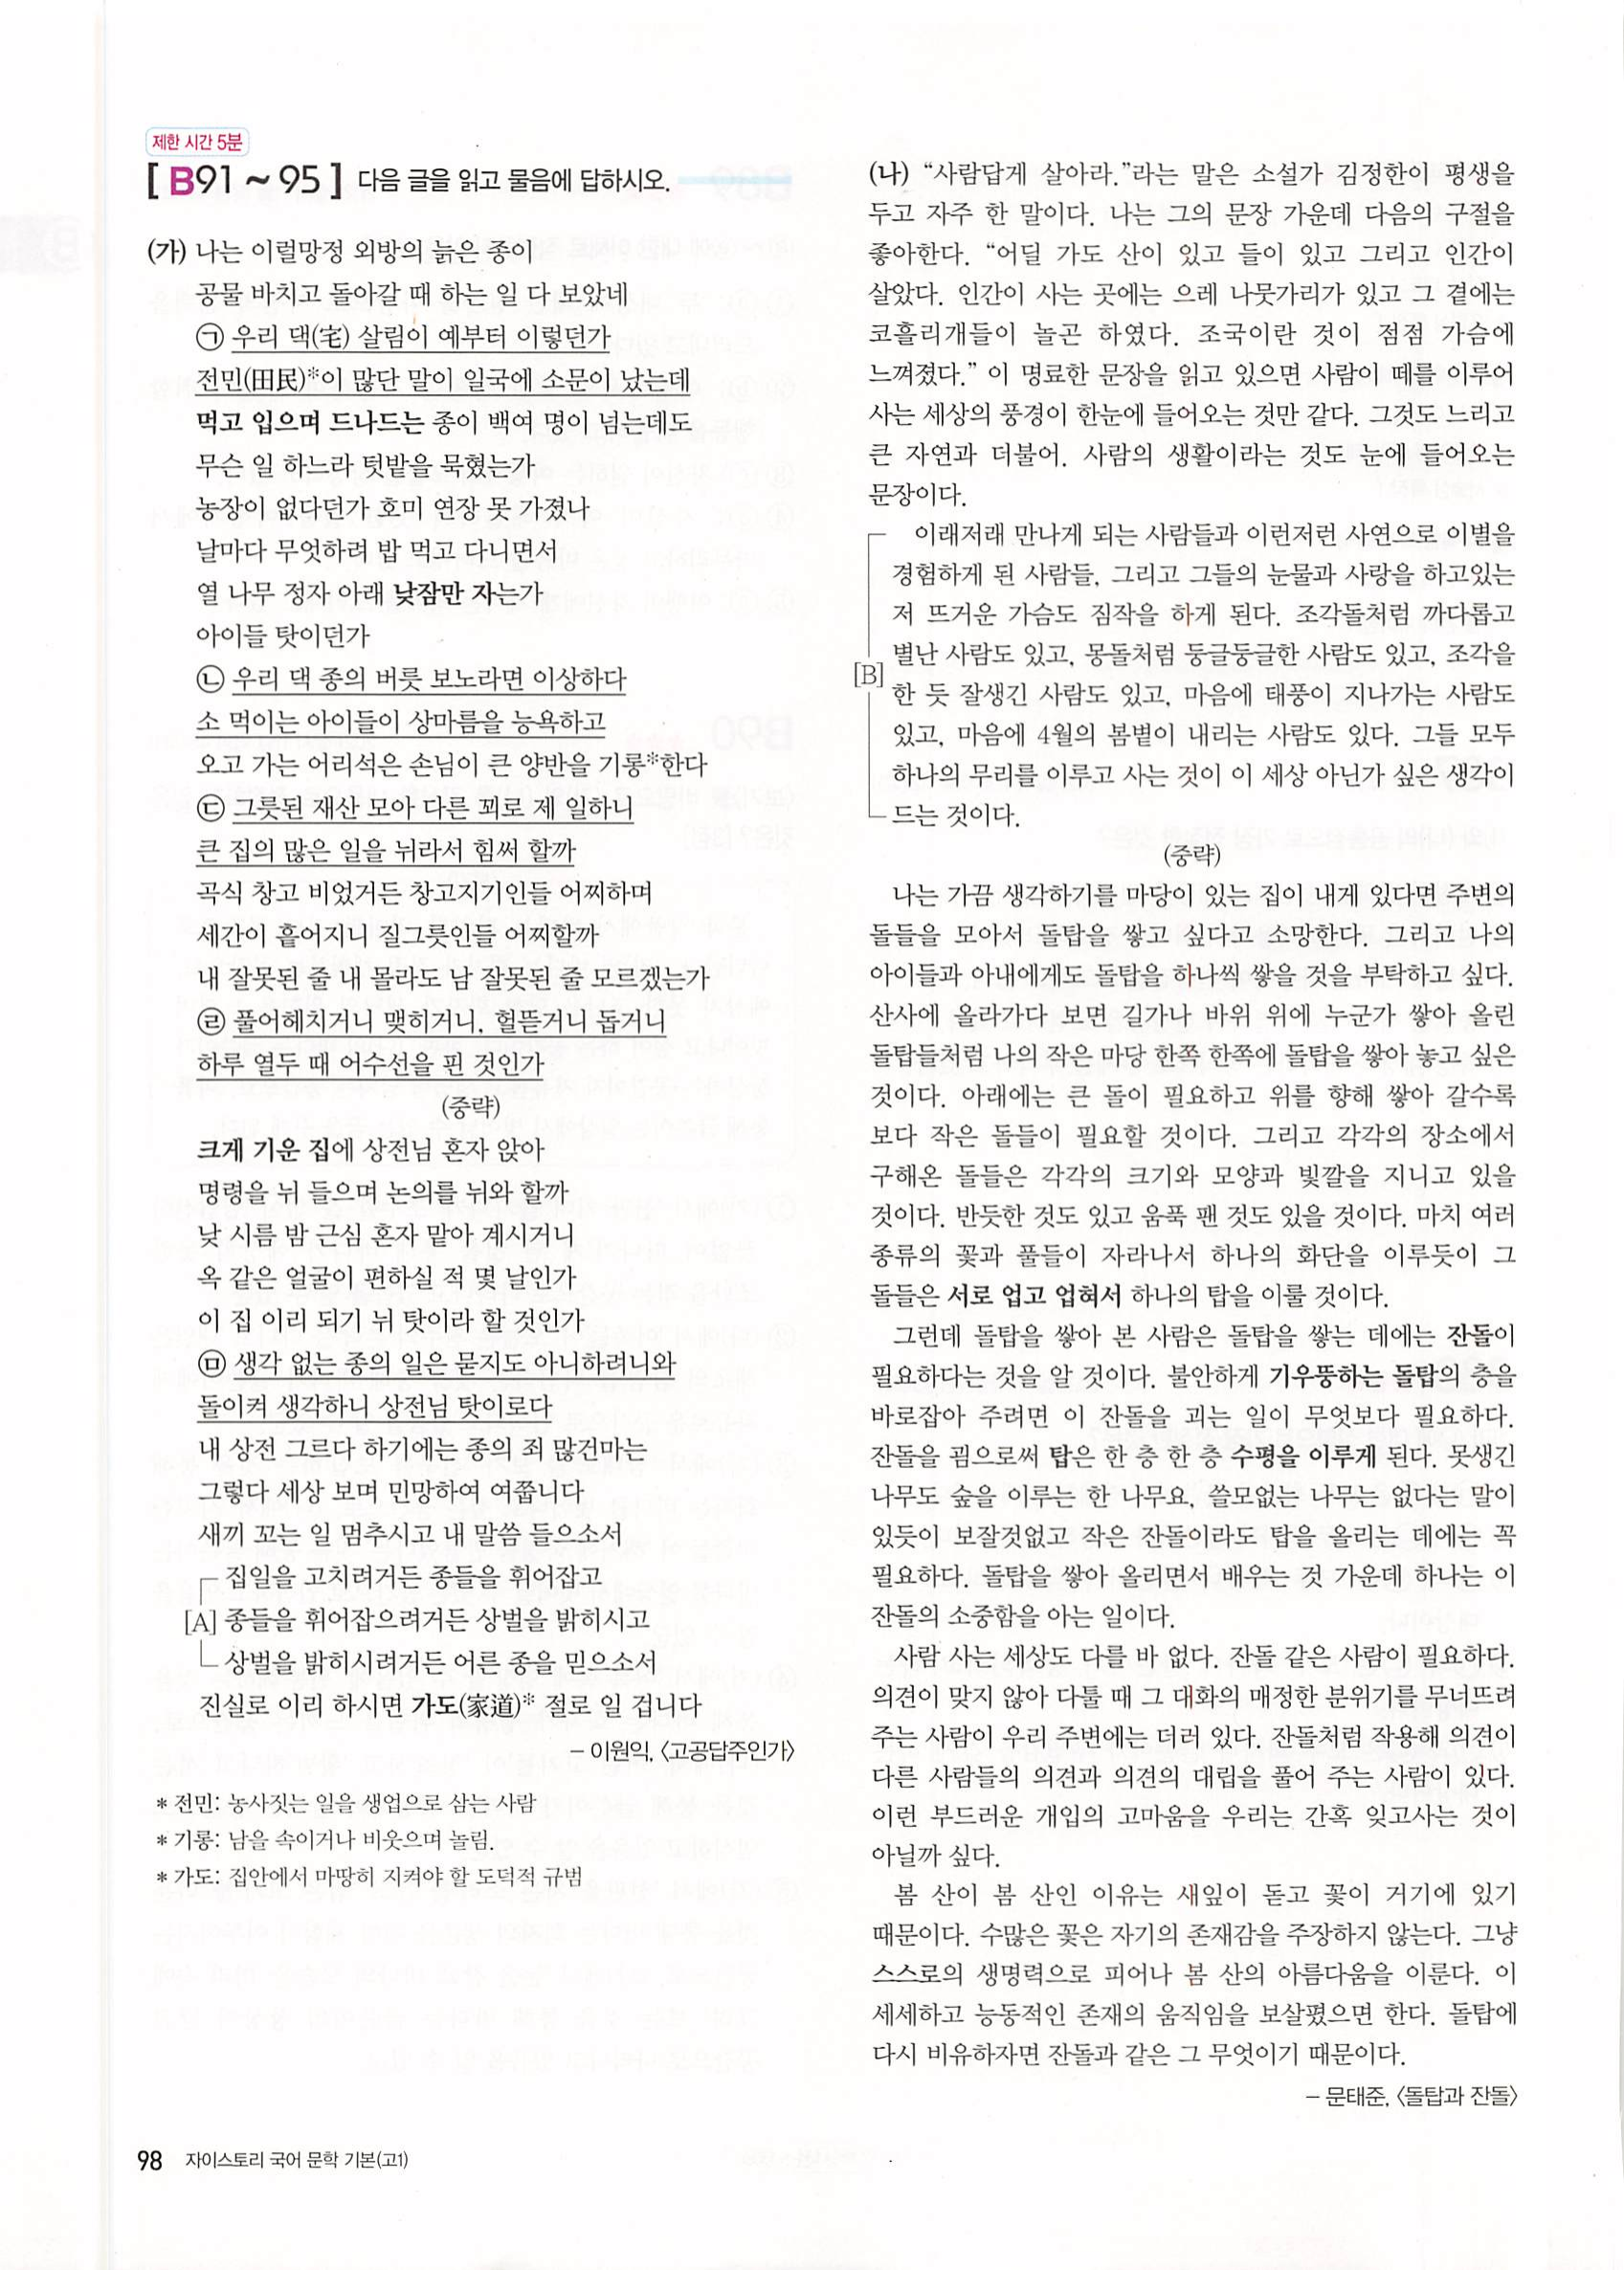 제한 시간 5분
[ B91 ~ 95 ] 다음 글을 읽고 물음에 답하시오.
(가) 나는 이럴망정 외방의 늙은 종이
공물 바치고 돌아갈 때 하는 일 다 보았네
㉠ 우리 댁(宅) 살림이 예부터 이렇던가
전민(田民)*이 많단 말이 일국에 소문이 났는데
먹고 입으며 드나드는 종이 백여 명이 넘는데도
무슨 일 하느라 텃밭을 묵혔는가
농장이 없다던가 호미 연장 못 가졌나
날마다 무엇하려 밥 먹고 다니면서
열 나무 정자 아래 낮잠만 자는가
아이들 탓이던가
㉡ 우리 댁 종의 버릇 보노라면 이상하다
소 먹이는 아이들이 상마름을 능욕하고
오고 가는 어리석은 손님이 큰 양반을 기롱*한다
㉢ 그릇된 재산 모아 다른 꾀로 제 일하니
큰 집의 많은 일을 뉘라서 힘써 할까
곡식 창고 비었거든 창고지기인들 어찌하며
세간이 흩어지니 질그릇인들 어찌할까
내 잘못된 줄 내 몰라도 남 잘못된 줄 모르겠는가
㉣ 풀어헤치거니 맺히거니, 헐뜯거니 돕거니
하루 열두 때 어수선을 핀 것인가
(중략)
크게 기운 집에 상전님 혼자 앉아
명령을 뉘 들으며 논의를 뉘와 할까
낮 시름 밤 근심 혼자 맡아 계시거니
옥 같은 얼굴이 편하실 적 몇 날인가
이 집 이리 되기 뉘 탓이라 할 것인가
㉤ 생각 없는 종의 일은 묻지도 아니하려니와
돌이켜 생각하니 상전님 탓이로다
내 상전 그르다 하기에는 종의 죄 많건마는
그렇다 세상 보며 민망하여 여쭙니다
새끼 꼬는 일 멈추시고 내 말씀 들으소서
집일을 고치려거든 종들을 휘어잡고
[A] 종들을 휘어잡으려거든 상벌을 밝히시고
상벌을 밝히시려거든 어른 종을 믿으소서
진실로 이리 하시면 가도(家道)* 절로 일 겁니다
- 이원익, 〈고공답주인가〉
* 전민: 농사짓는 일을 생업으로 삼는 사람
* 기롱: 남을 속이거나 비웃으며 놀림.
* 가도: 집안에서 마땅히 지켜야 할 도덕적 규범
98 자이스토리 국어 문학 기본(고1)
(나) “사람답게 살아라.”라는 말은 소설가 김정한이 평생을
두고 자주 한 말이다. 나는 그의 문장 가운데 다음의 구절을
좋아한다. “어딜 가도 산이 있고 들이 있고 그리고 인간이
살았다. 인간이 사는 곳에는 으레 나뭇가리가 있고 그 곁에는
코흘리개들이 놀곤 하였다. 조국이란 것이 점점 가슴에
느껴졌다.” 이 명료한 문장을 읽고 있으면 사람이 떼를 이루어
사는 세상의 풍경이 한눈에 들어오는 것만 같다. 그것도 느리고
큰 자연과 더불어. 사람의 생활이라는 것도 눈에 들어오는
문장이다.
이래저래 만나게 되는 사람들과 이런저런 사연으로 이별을
경험하게 된 사람들, 그리고 그들의 눈물과 사랑을 하고있는
저 뜨거운 가슴도 짐작을 하게 된다. 조각돌처럼 까다롭고
별난 사람도 있고, 몽돌처럼 둥글둥글한 사람도 있고, 조각을
[B] 한 듯 잘생긴 사람도 있고, 마음에 태풍이 지나가는 사람도
있고, 마음에 4월의 봄볕이 내리는 사람도 있다. 그들 모두
하나의 무리를 이루고 사는 것이 이 세상 아닌가 싶은 생각이
드는 것이다.
(중략)
나는 가끔 생각하기를 마당이 있는 집이 내게 있다면 주변의
돌들을 모아서 돌탑을 쌓고 싶다고 소망한다. 그리고 나의
아이들과 아내에게도 돌탑을 하나씩 쌓을 것을 부탁하고 싶다.
산사에 올라가다 보면 길가나 바위 위에 누군가 쌓아 올린
돌탑들처럼 나의 작은 마당 한쪽 한쪽에 돌탑을 쌓아 놓고 싶은
것이다. 아래에는 큰 돌이 필요하고 위를 향해 쌓아 갈수록
보다 작은 돌들이 필요할 것이다. 그리고 각각의 장소에서
구해온 돌들은 각각의 크기와 모양과 빛깔을 지니고 있을
것이다. 반듯한 것도 있고 움푹 팬 것도 있을 것이다. 마치 여러
종류의 꽃과 풀들이 자라나서 하나의 화단을 이루듯이 그
돌들은 서로 업고 업혀서 하나의 탑을 이룰 것이다.
그런데 돌탑을 쌓아 본 사람은 돌탑을 쌓는 데에는 잔돌이
필요하다는 것을 알 것이다. 불안하게 기우뚱하는 돌탑의 층을
바로잡아 주려면 이 잔돌을 괴는 일이 무엇보다 필요하다.
잔돌을 굄으로써 탑은 한 층 한 층 수평을 이루게 된다. 못생긴
나무도 숲을 이루는 한 나무요, 쓸모없는 나무는 없다는 말이
있듯이 보잘것없고 작은 잔돌이라도 탑을 올리는 데에는 꼭
필요하다. 돌탑을 쌓아 올리면서 배우는 것 가운데 하나는 이
잔돌의 소중함을 아는 일이다.
사람 사는 세상도 다를 바 없다. 잔돌 같은 사람이 필요하다.
의견이 맞지 않아 다툴 때 그 대화의 매정한 분위기를 무너뜨려
주는 사람이 우리 주변에는 더러 있다. 잔돌처럼 작용해 의견이
다른 사람들의 의견과 의견의 대립을 풀어 주는 사람이 있다.
이런 부드러운 개입의 고마움을 우리는 간혹 잊고사는 것이
아닐까 싶다.
봄 산이 봄 산인 이유는 새잎이 돋고 꽃이 거기에 있기
때문이다. 수많은 꽃은 자기의 존재감을 주장하지 않는다. 그냥
스스로의 생명력으로 피어나 봄 산의 아름다움을 이룬다. 이
세세하고 능동적인 존재의 움직임을 보살폈으면 한다. 돌탑에
다시 비유하자면 잔돌과 같은 그 무엇이기 때문이다.
- 문태준, 〈돌탑과 잔돌〉